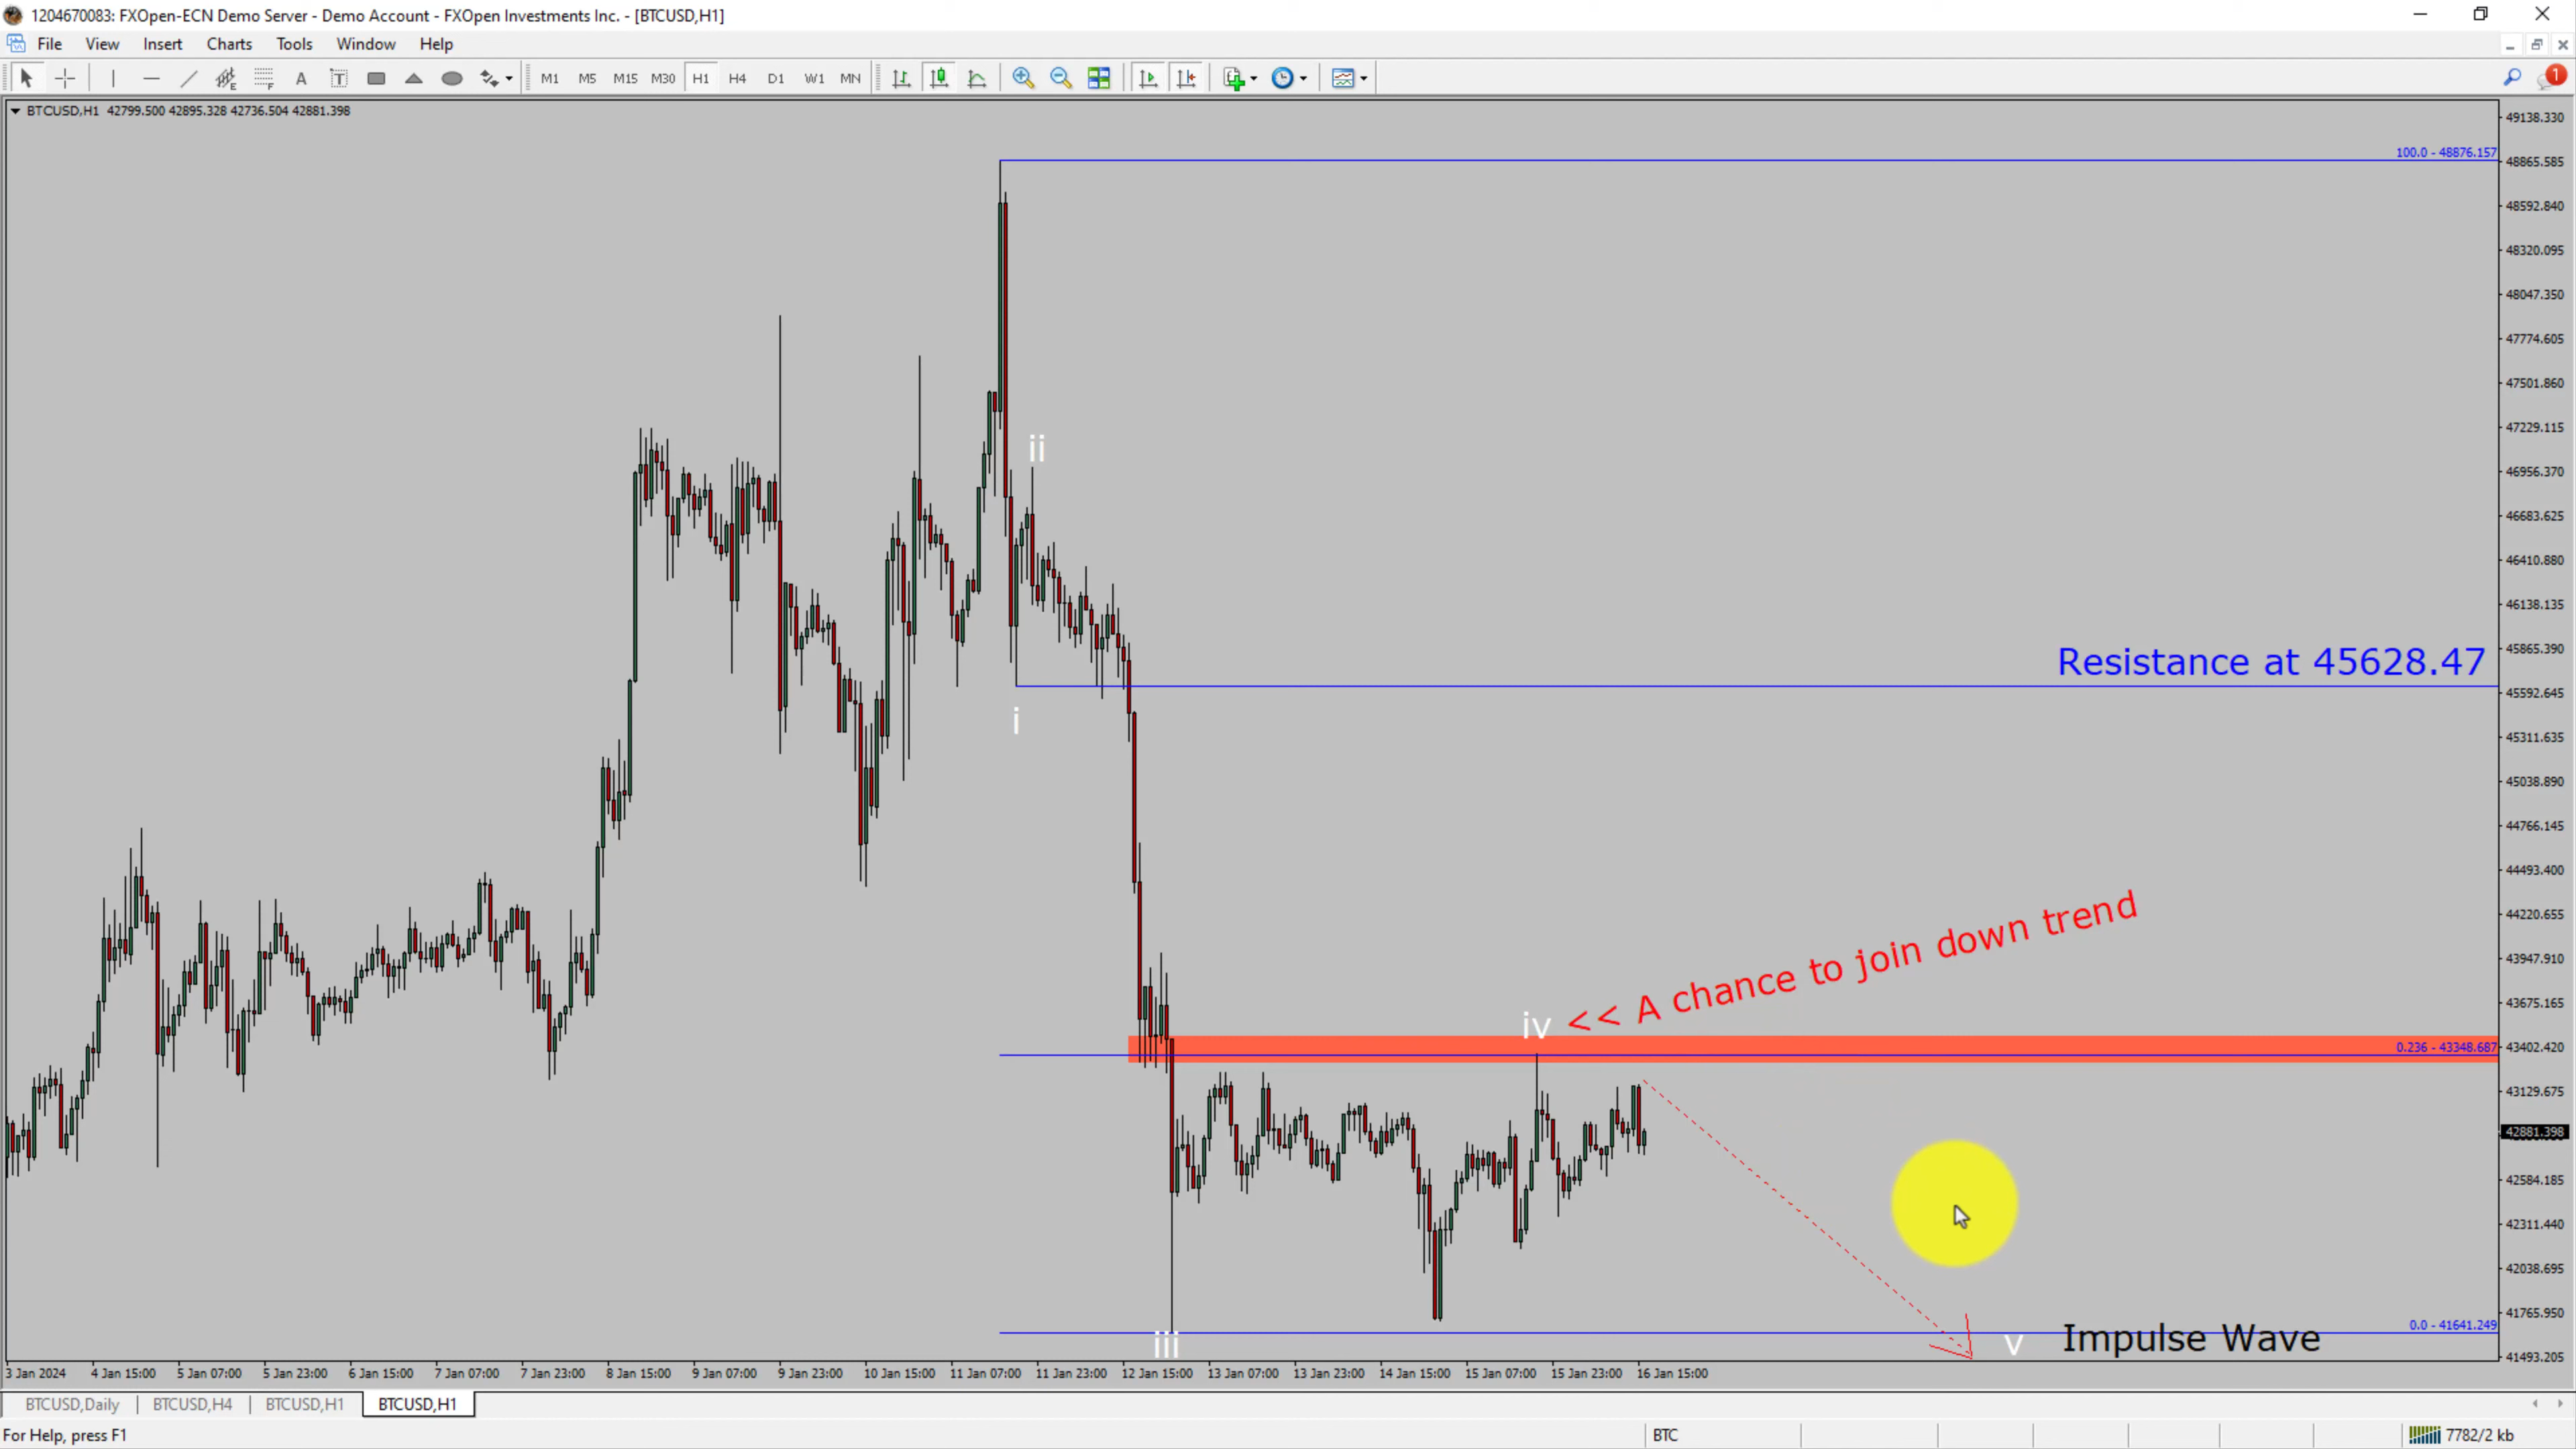 1204670083: FXOpen-ECN Demo Server - Demo Account - FXOpen Investments Inc. - [BTCUSD,H1]
File View Insert Charts Tools Window Help
A T M1 M5 M15 M30 H1 H4 D1 W1 MN 1
BTCUSD,H1 42799.500 42895.328 42736.504 42881.398
49138.330
100.0 - 48876.157
48865.585
48592.840
48320.095
48047.350
47774.605
47501.860
47229.115
ii
46956.370
46683.625
46410.880
46138.135
45865.390
Resistance at 45628.47
45592.645
i
45311.635
45038.890
44766.145
44493.400
44220.655
<< A chance to join down trend
43947.910
43675.165
iv
0.236 - 43348.687
43402.420
43129.675
42881.398
42584.185
42311.440
42038.695
41765.950
0.0 - 41641.249
iii
v Impulse Wave
41493.205
3 Jan 2024 4 Jan 15:00 5 Jan 07:00 5 Jan 23:00 6 Jan 15:00 7 Jan 07:00 7 Jan 23:00 8 Jan 15:00 9 Jan 07:00 9 Jan 23:00 10 Jan 15:00 11 Jan 07:00 11 Jan 23:00 12 Jan 15:00 13 Jan 07:00 13 Jan 23:00 14 Jan 15:00 15 Jan 07:00 15 Jan 23:00 16 Jan 15:00
BTCUSD,Daily BTCUSD,H4 BTCUSD,H1 BTCUSD,H1
For Help, press F1 BTC 7782/2 kb